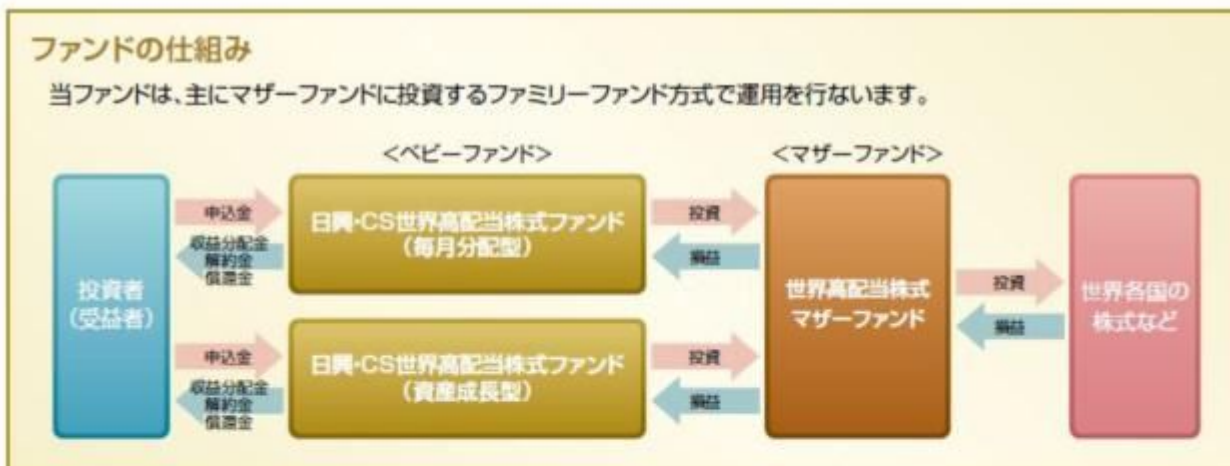 ファンドの仕組み
当ファンドは、主にマザーファンドに投資するファミリーファンド方式で運用を行ないます。
<ベビーファンド>
<マザーファンド>
投資者
(受益者)
申込金
収益分配金
解約金
償還金
日興・CS世界高配当株式ファンド
(毎月分配型)
投資
損益
申込金
収益分配金
解約金
償還金
日興・CS世界高配当株式ファンド
(資産成長型)
投資
損益
世界高配当株式
マザーファンド
投資
損益
世界各国の
株式など